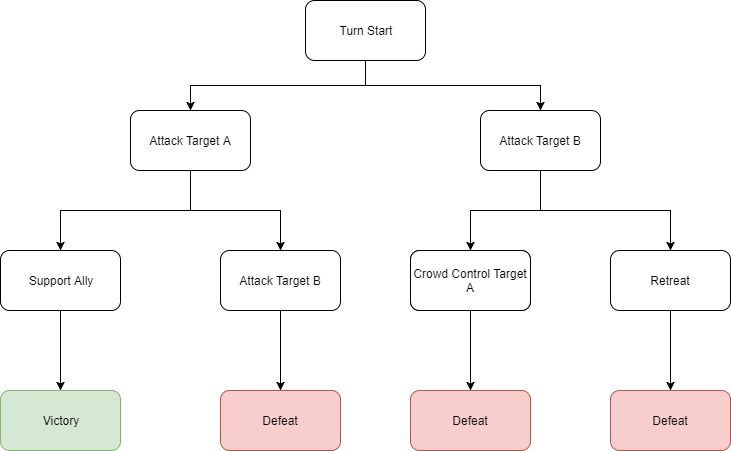 Turn Start
Attack Target A
Attack Target B
Support Ally
Attack Target B
Crowd Control Target
A
Retreat
Victory
Defeat
Defeat
Defeat